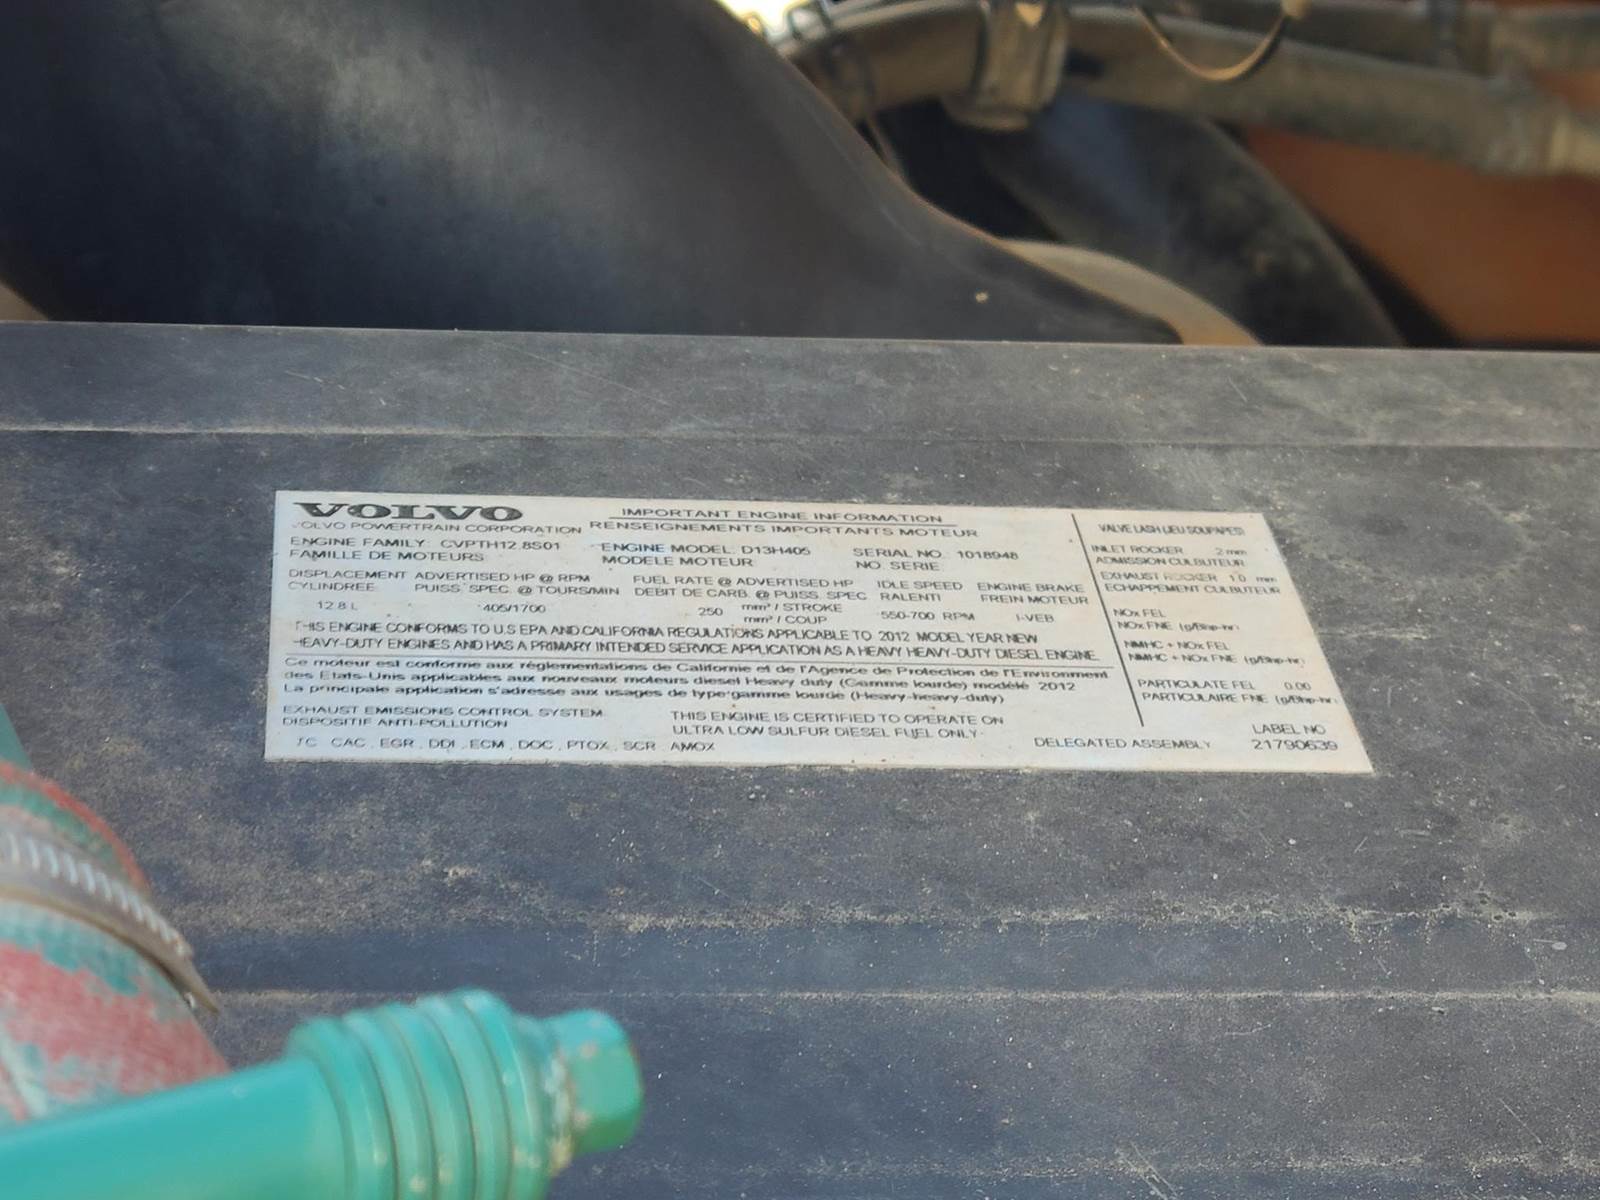 VOLVO
VOLVO POWERTRAIN CORPORATION
IMPORTANT ENGINE INFORMATION
RENSEIGNEMENTS IMPORTANTS MOTEUR
ENGINE FAMILY: CVPTH12.8S01
FAMILLE DE MOTEURS:
ENGINE MODEL: D13H405
MODÈLE MOTEUR
SERIAL NO. 1018948
NO. SERIE
DISPLACEMENT
CYLINDREE
12.8 L
ADVERTISED HP @ RPM
PUISS. SPEC. @ TOURS/MIN
405/1700
FUEL RATE @ ADVERTISED HP
DEBIT DE CARB. @ PUISS. SPEC
250 mm³ / STROKE
mm³ / COUP
IDLE SPEED
RALENTI
550-700 RPM
ENGINE BRAKE
FREIN MOTEUR
I-VEB
THIS ENGINE CONFORMS TO U.S EPA AND CALIFORNIA REGULATIONS APPLICABLE TO 2012 MODEL YEAR NEW
HEAVY-DUTY ENGINES AND HAS A PRIMARY INTENDED SERVICE APPLICATION AS A HEAVY HEAVY-DUTY DIESEL ENGINE.
Ce moteur est conforme aux réglementations de Californie et de l'Agence de Protection de l'Environment
des Etats-Unis applicables aux nouveaux moteurs diesel Heavy duty (Gamme lourde) modèle 2012
La principale application s'adresse aux usages de type gamme lourde (Heavy-heavy-duty)
EXHAUST EMISSIONS CONTROL SYSTEM
DISPOSITIF ANTI-POLLUTION
TC, CAC, EGR, DDI, ECM, DOC, PTOX, SCR, AMOX
THIS ENGINE IS CERTIFIED TO OPERATE ON
ULTRA LOW SULFUR DIESEL FUEL ONLY
DELEGATED ASSEMBLY
VALVE LASH (JEU SOUPAPES)
INLET ROCKER .2 mm
ADMISSION CULBUTEUR
EXHAUST ROCKER 1.0 mm
ECHAPPEMENT CULBUTEUR
NOx FEL
NOx FNE (g/Bhp-hr)
NMHC + NOx FEL
NMHC + NOx FNE (g/Bhp-hr)
PARTICULATE FEL 0.00
PARTICULAIRE FNE (g/Bhp-hr)
LABEL NO
21790639